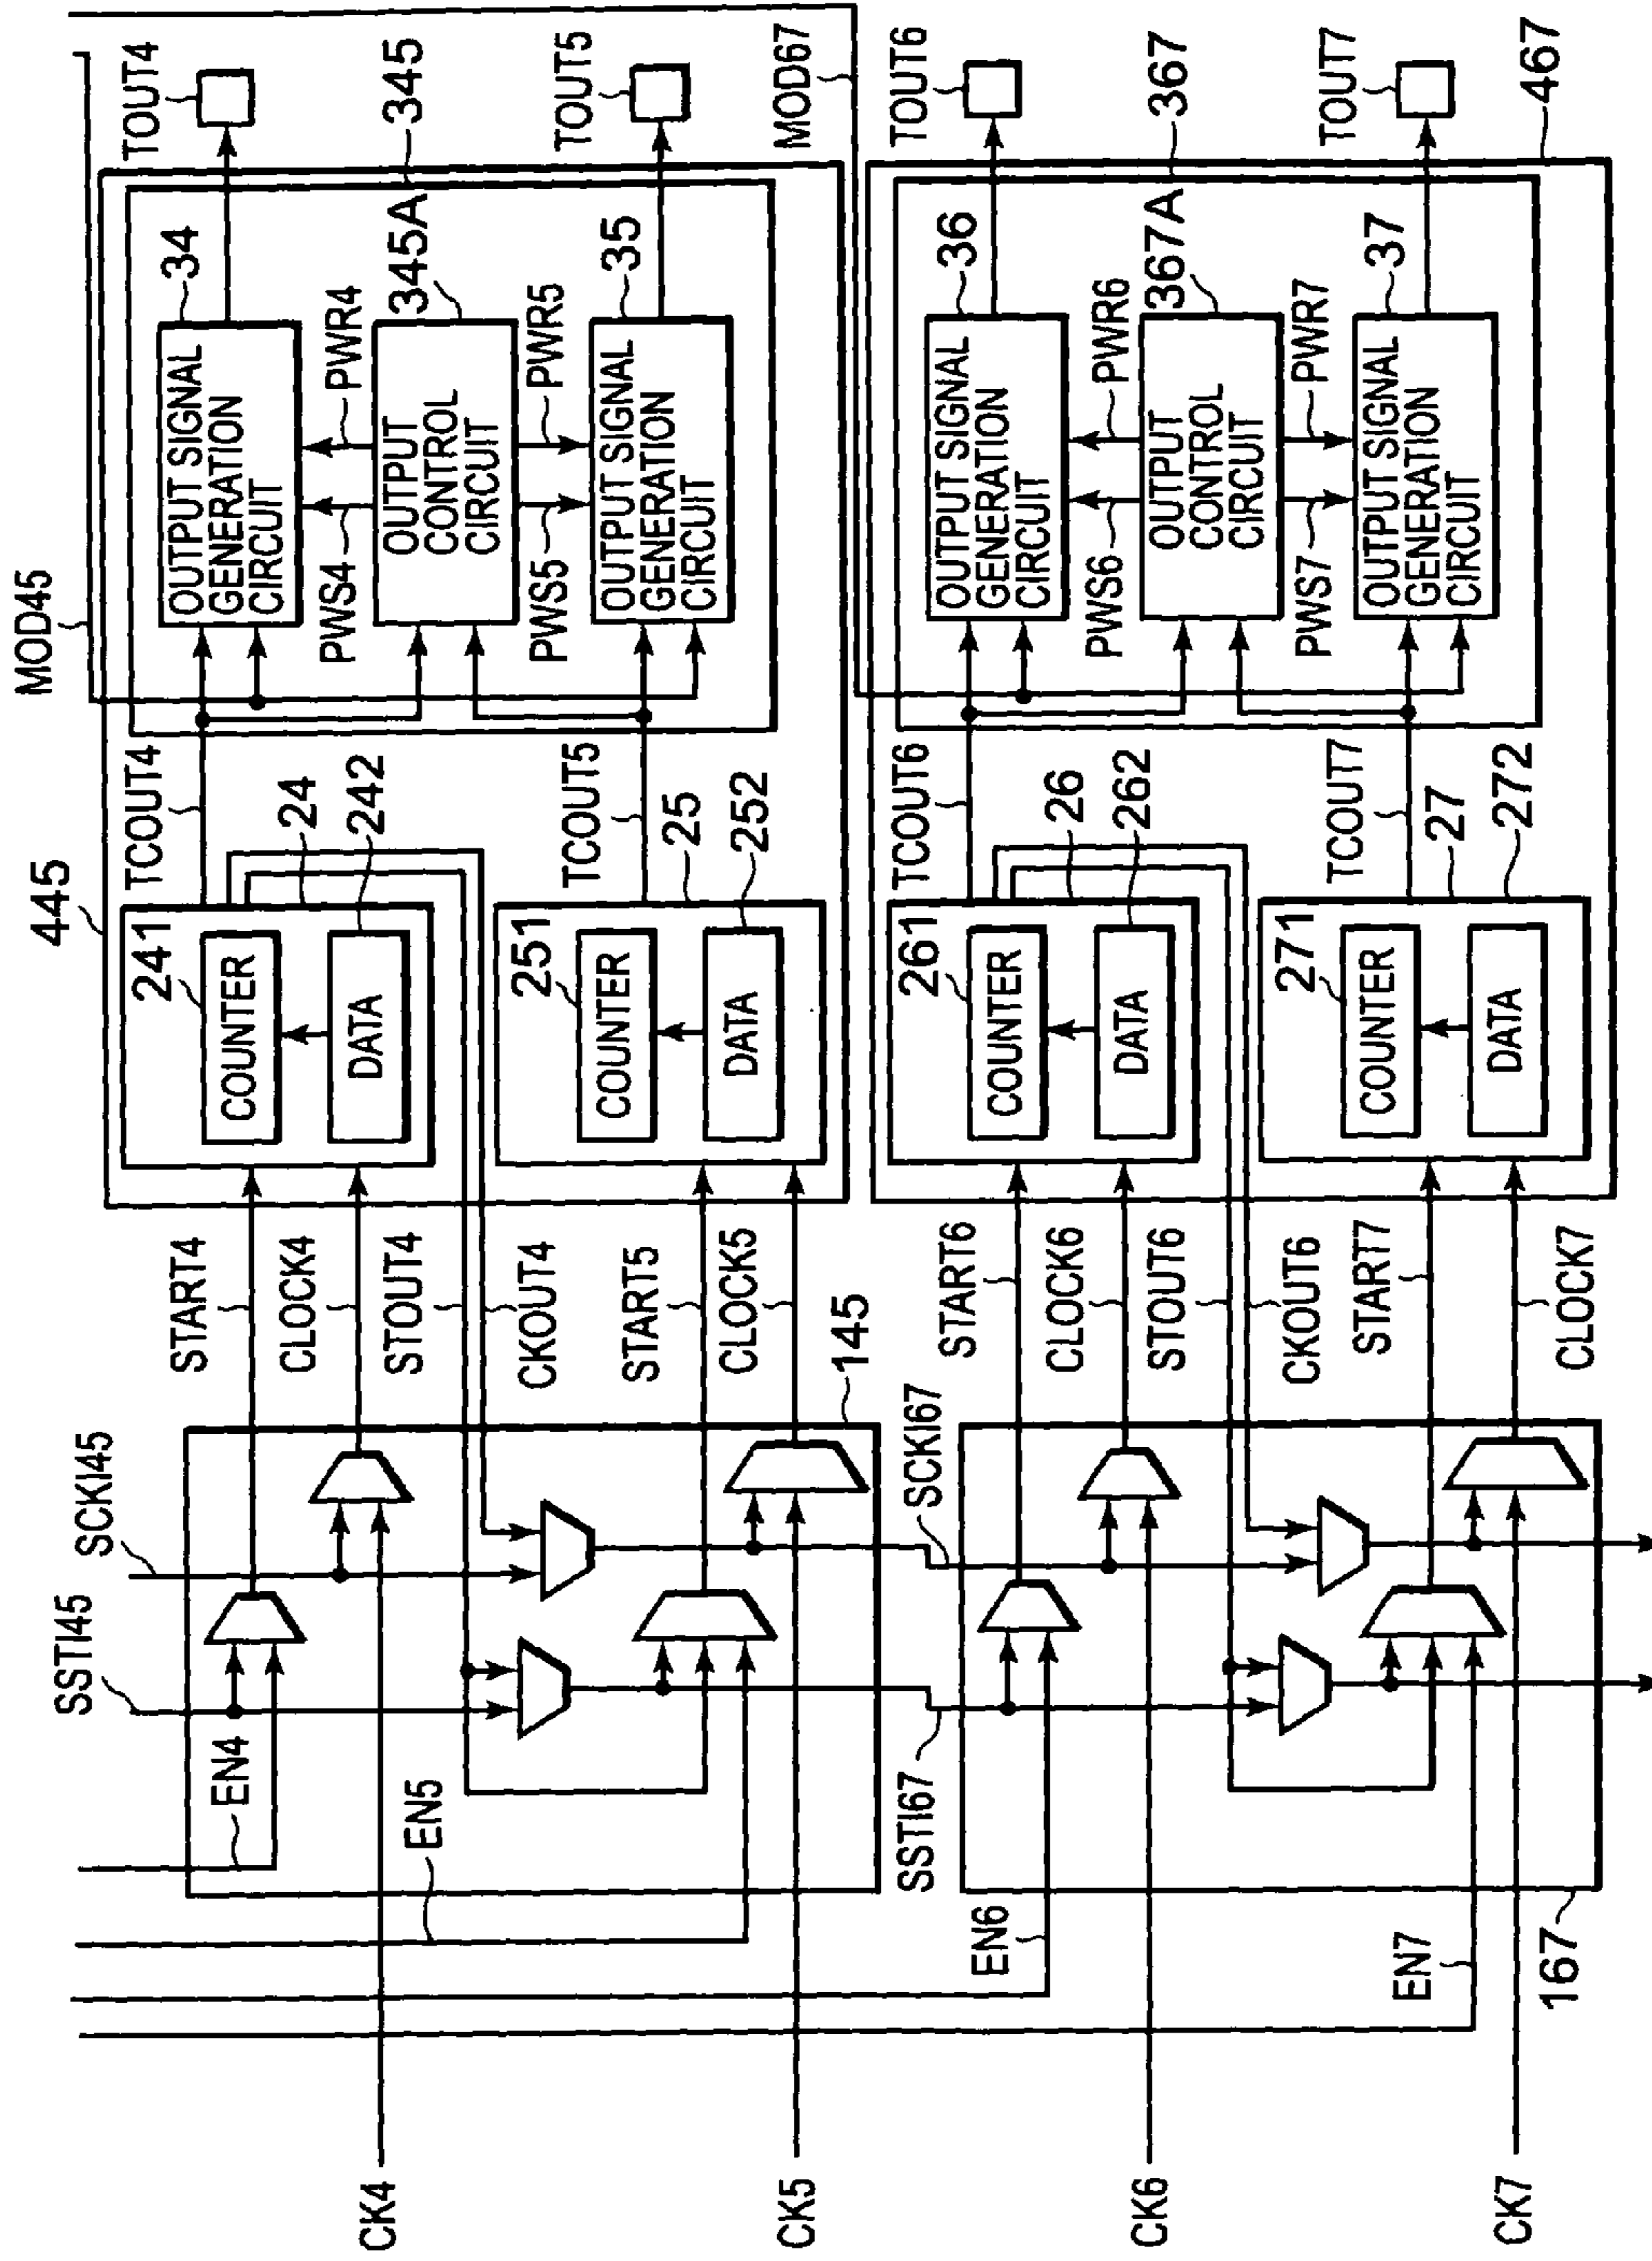 MOD45
445
TCOUT4
34
TOUT4
OUTPUT SIGNAL
GENERATION
CIRCUIT
PWS4
PWR4
345A
345
OUTPUT
CONTROL
CIRCUIT
PWS5
PWR5
35
TOUT5
OUTPUT SIGNAL
GENERATION
CIRCUIT
MOD67
SSTI45
SCKI45
START4
241
COUNTER
DATA
24
242
EN4
CLOCK4
STOUT4
CKOUT4
TCOUT5
251
COUNTER
DATA
25
252
EN5
START5
CLOCK5
145
CK4
CK5
SSTI67
SCKI67
START6
261
COUNTER
DATA
26
262
TCOUT6
36
TOUT6
OUTPUT SIGNAL
GENERATION
CIRCUIT
PWS6
PWR6
367A
367
OUTPUT
CONTROL
CIRCUIT
PWS7
PWR7
37
TOUT7
OUTPUT SIGNAL
GENERATION
CIRCUIT
467
EN6
CLOCK6
STOUT6
CKOUT6
TCOUT7
271
COUNTER
DATA
27
272
EN7
START7
CLOCK7
167
CK6
CK7